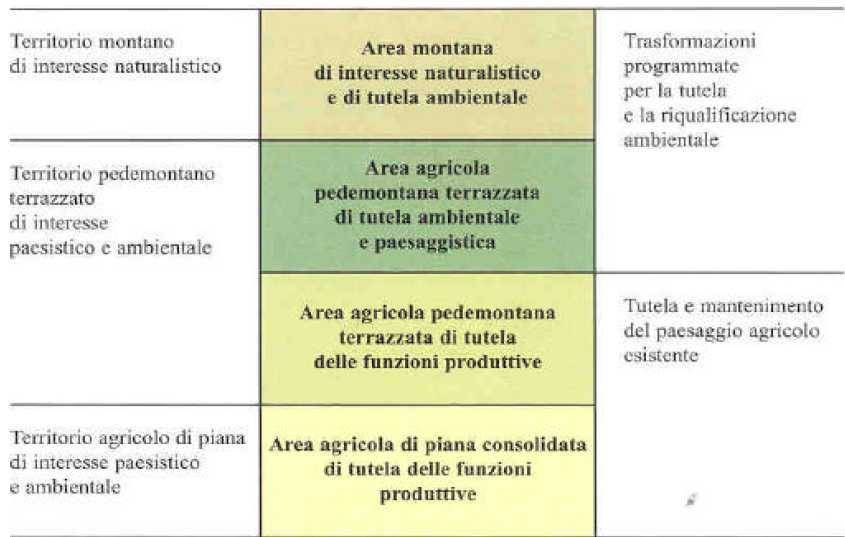 Territorio montano
di interesse naturalistico
Area montana
di interesse naturalistico
e di tutela ambientale
Trasformazioni
programmate
per la tutela
e la riqualificazione
ambientale
Territorio pedemontano
terrazzato
di interesse
paesistico e ambientale
Area agricola
pedemontana terrazzata
di tutela ambientale
e paesaggistica
Area agricola pedemontana
terrazzata di tutela
delle funzioni produttive
Tutela e mantenimento
del paesaggio agricolo
esistente
Territorio agricolo di piana
di interesse paesistico
e ambientale
Area agricola di piana consolidata
di tutela delle funzioni
produttive